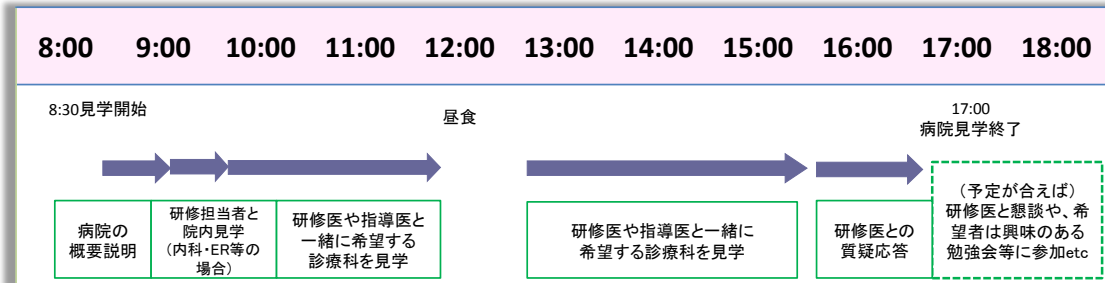 8:00 9:00 10:00 11:00 12:00 13:00 14:00 15:00 16:00 17:00 18:00
8:30見学開始
昼食
17:00
病院見学終了
病院の
概要説明
研修担当者と
院内見学
（内科・ER等の
場合）
研修医や指導医と
一緒に希望する
診療科を見学
研修医や指導医と一緒に
希望する診療科を見学
研修医との
質疑応答
（予定が合えば）
研修医と懇談や、希
望者は興味のある
勉強会等に参加etc